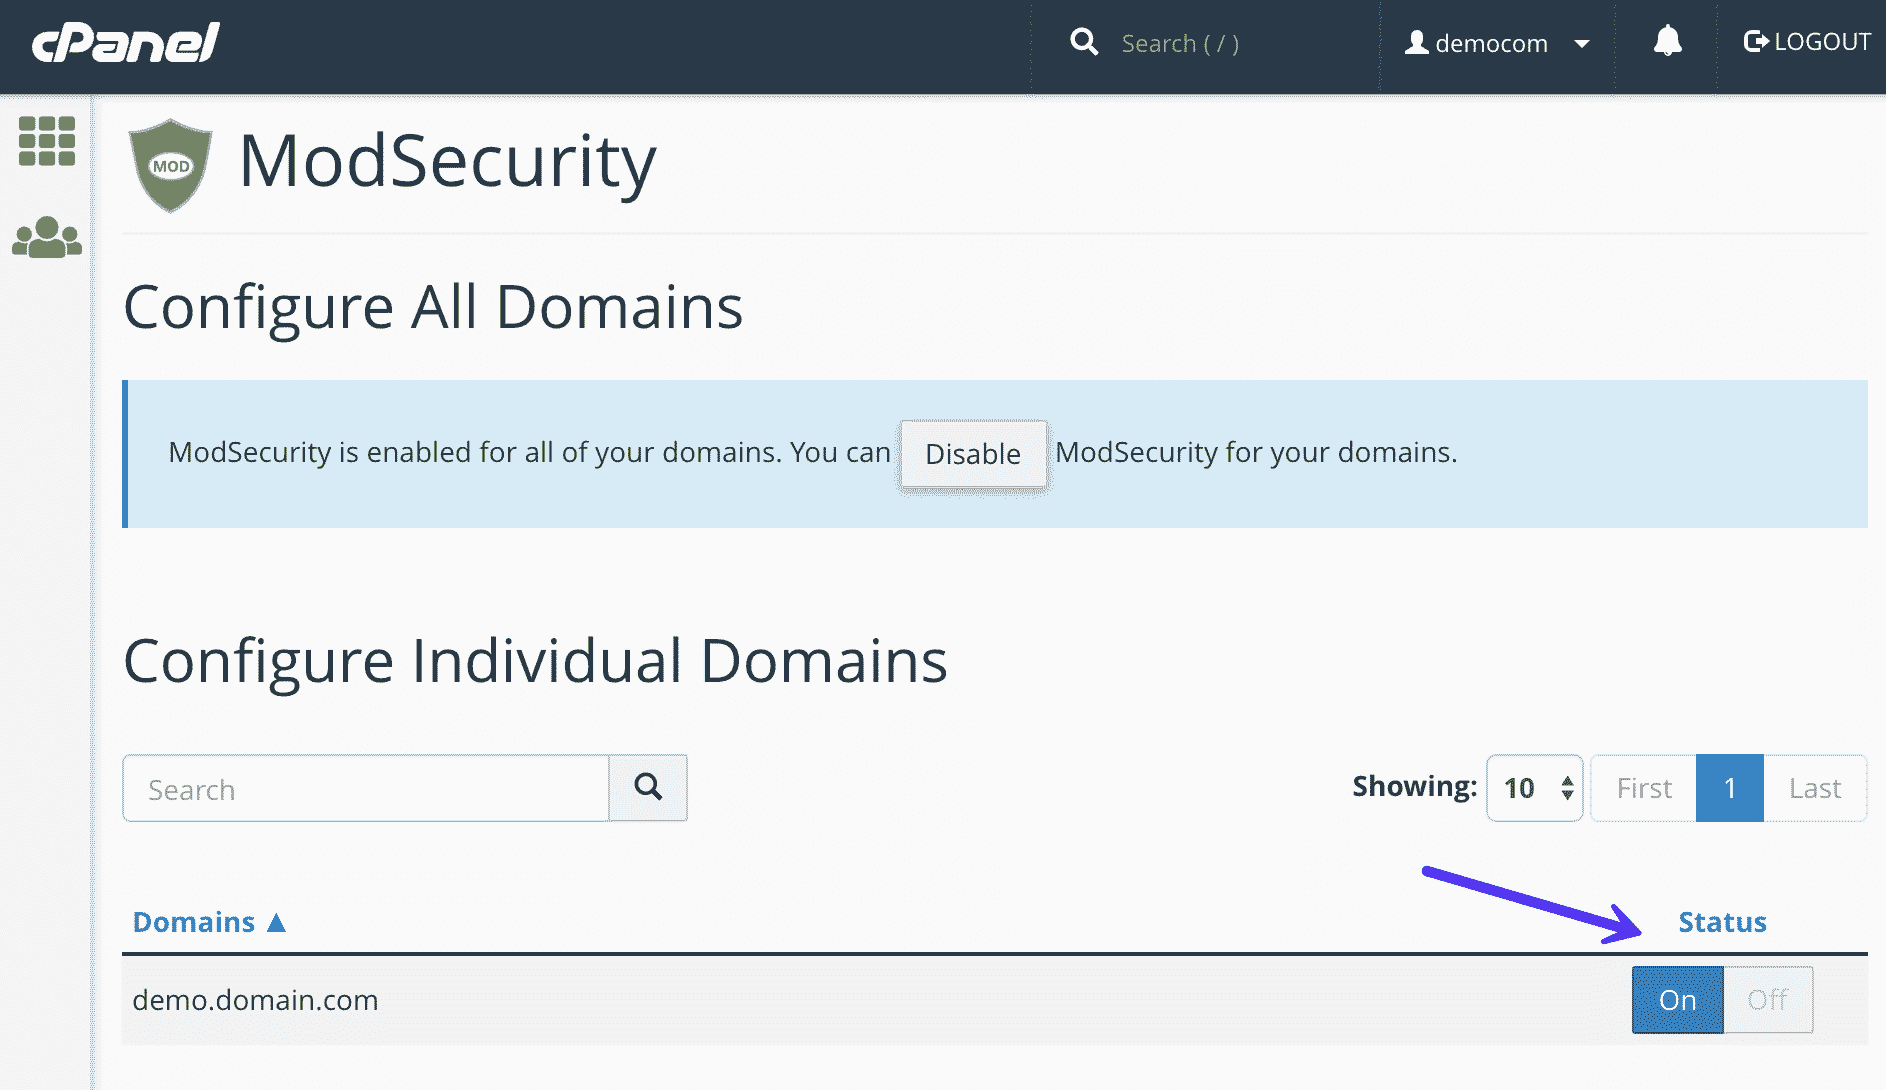 cPanel
Search ( / )
democom
LOGOUT
MOD
ModSecurity
Configure All Domains
ModSecurity is enabled for all of your domains. You can Disable ModSecurity for your domains.
Configure Individual Domains
Search
Showing: 10 First 1 Last
Domains ▲ Status
demo.domain.com On Off